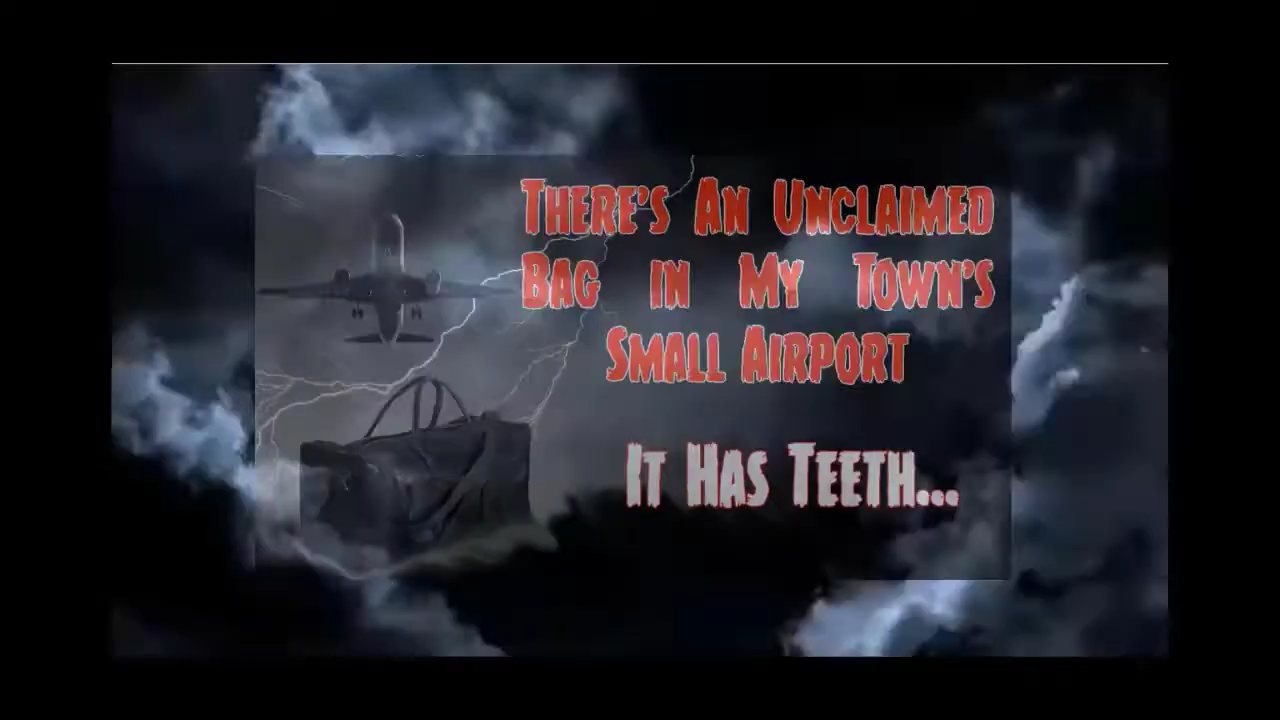 There's An Unclaimed
Bag in My Town's
Small Airport
It Has Teeth...